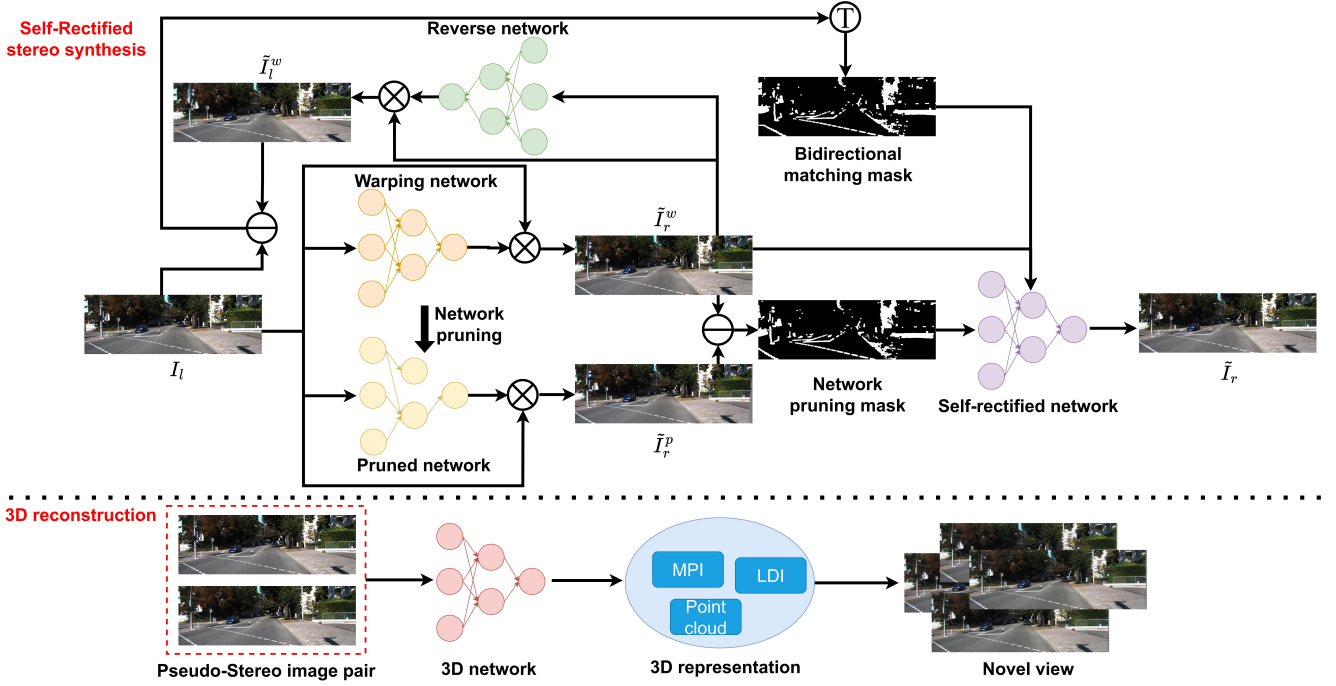 Self-Rectified
stereo synthesis
Reverse network
T
Ĩ_l^w
Bidirectional
matching mask
Warping network
Ĩ_r^w
Network
pruning
I_l
Ĩ_r
Network
pruning mask
Self-rectified network
Pruned network
Ĩ_r^p
3D reconstruction
MPI
LDI
Point
cloud
Pseudo-Stereo image pair
3D network
3D representation
Novel view